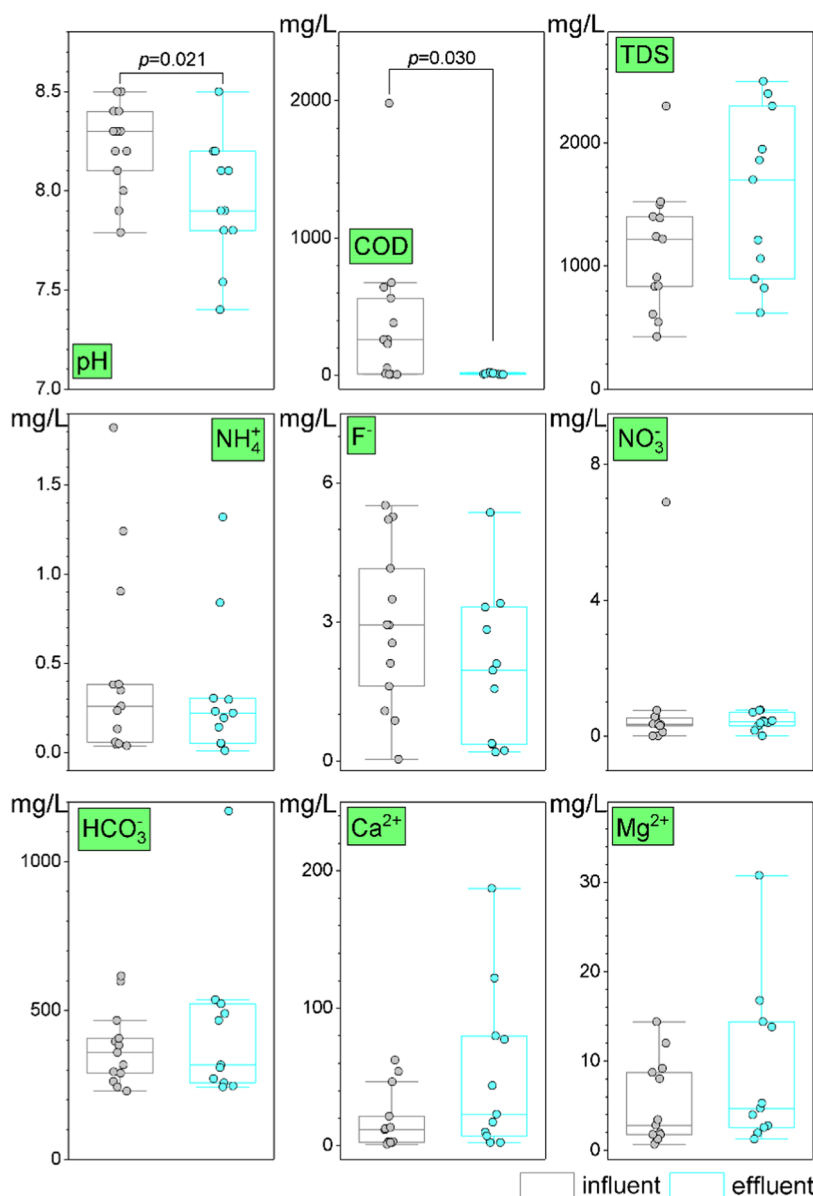 mg/L
p=0.021
p=0.030
TDS
8.5
8.0
7.5
7.0
pH
2000
1000
0
COD
2000
1000
0
mg/L
mg/L
mg/L
mg/L
NH₄⁺
F⁻
NO₃⁻
1.5
1.0
0.5
0.0
6
3
0
8
4
0
mg/L
mg/L
mg/L
HCO₃⁻
Ca²⁺
Mg²⁺
1000
500
0
200
100
0
30
20
10
0
influent
effluent